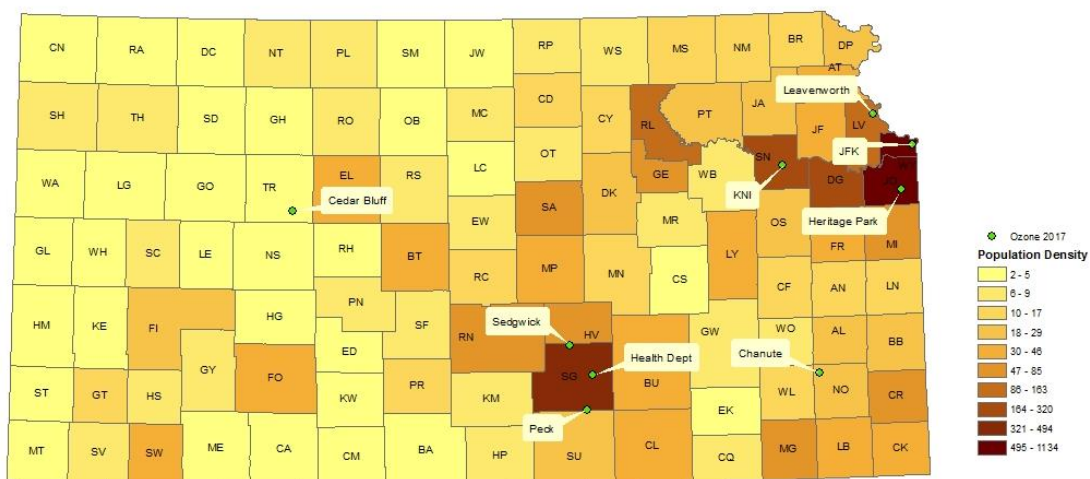 CN
RA
DC
NT
PL
SM
JW
RP
WS
MS
NM
BR
DP
AT
SH
TH
SD
GH
RO
OB
MC
CD
CY
RL
PT
JA
JF
LV
Leavenworth
JFK
WA
LG
GO
TR
Cedar Bluff
EL
RS
LC
OT
EW
SA
DK
GE
WB
SN
KNI
DG
JO
Heritage Park
MR
OS
GL
WH
SC
LE
NS
RH
BT
RC
MP
MN
CS
LY
FR
MI
HM
KE
FI
HG
PN
SF
RN
Sedgwick
HV
CF
AN
LN
GY
FO
ED
SG
Health Dept
BU
GW
WO
Chanute
AL
BB
ST
GT
HS
KW
PR
KM
Peck
EK
WL
NO
CR
MT
SV
SW
ME
CA
CM
BA
HP
SU
CL
CQ
MG
LB
CK
Ozone 2017
Population Density
2 - 5
6 - 9
10 - 17
18 - 29
30 - 46
47 - 85
86 - 163
164 - 320
321 - 494
495 - 1134